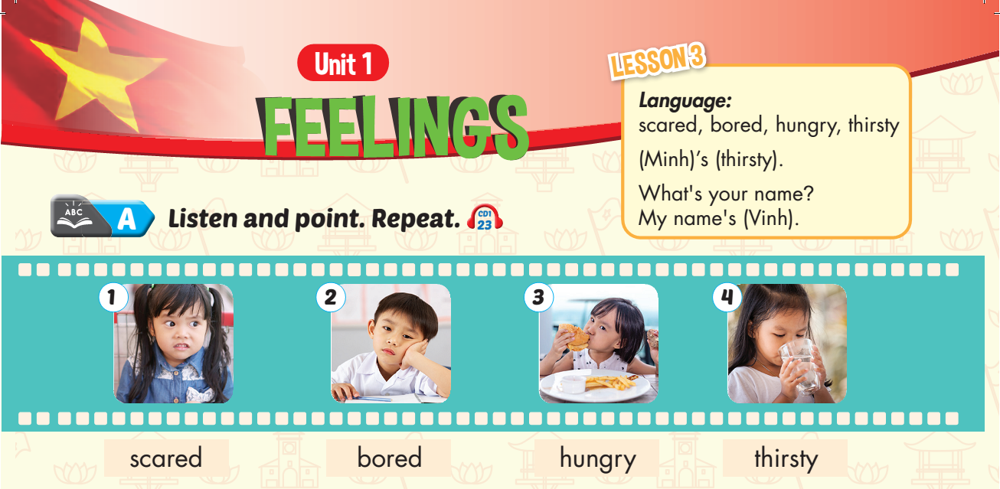 Unit 1
FEELINGS
LESSON 3
Language:
scared, bored, hungry, thirsty
(Minh)’s (thirsty).
What's your name?
My name's (Vinh).
ABC
A Listen and point. Repeat. CD1 23
1
2
3
4
scared
bored
hungry
thirsty